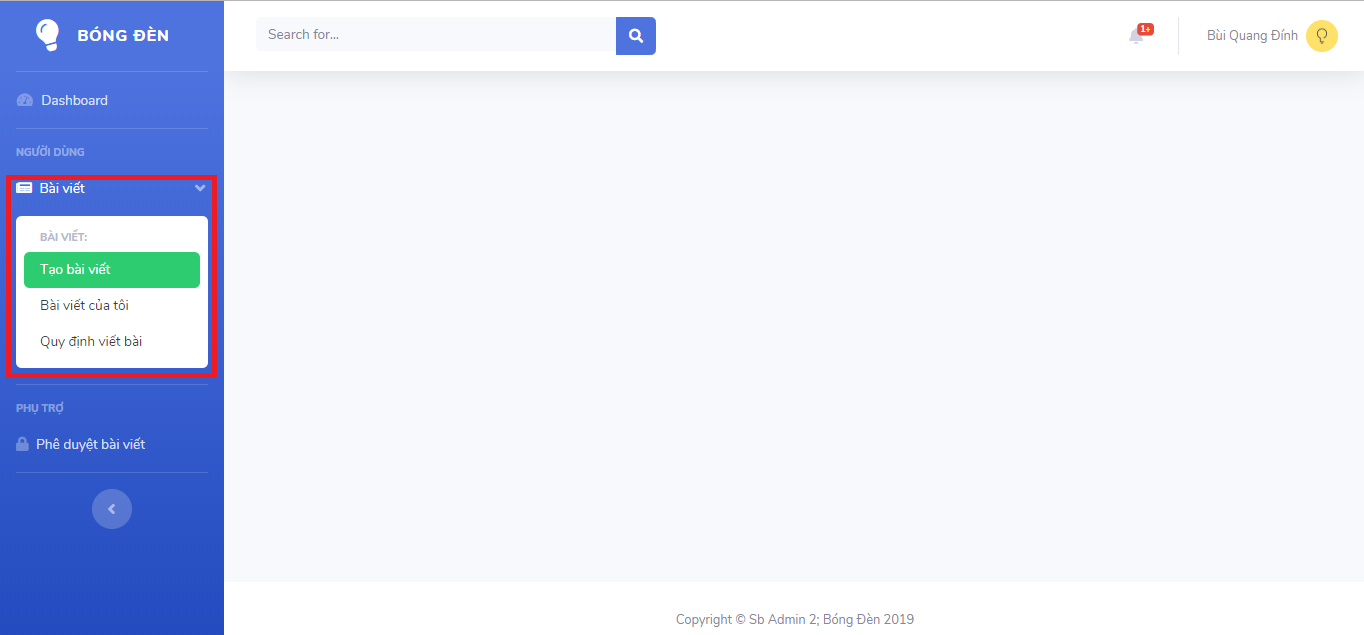 BÓNG ĐÈN
Search for...
1+
Bùi Quang Đính
Dashboard
NGƯỜI DÙNG
Bài viết
BÀI VIẾT:
Tạo bài viết
Bài viết của tôi
Quy định viết bài
PHỤ TRỢ
Phê duyệt bài viết
Copyright © Sb Admin 2; Bóng Đèn 2019